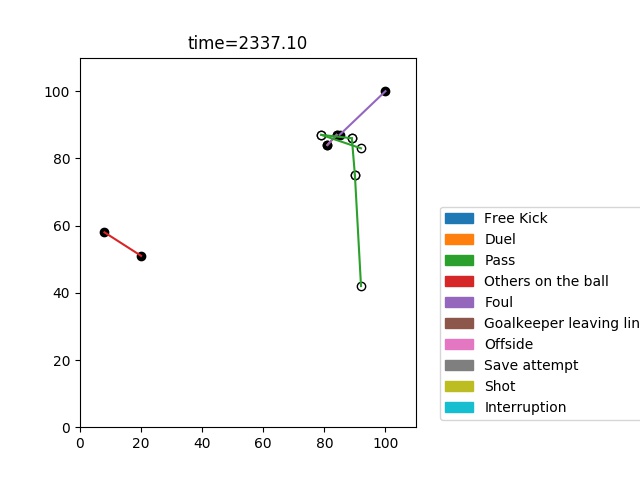 time=2337.10
100
80
60
40
20
0
0 20 40 60 80 100
Free Kick
Duel
Pass
Others on the ball
Foul
Goalkeeper leaving lin
Offside
Save attempt
Shot
Interruption